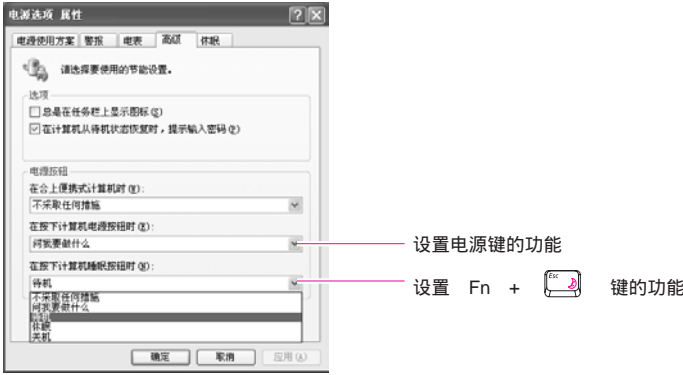 电源选项 属性
电源使用方案 警报 电表 高级 休眠
请选择要使用的节能设置。
选项
总是在任务栏上显示图标(S)
在计算机从待机状态恢复时，提示输入密码(P)
电源按钮
在合上便携式计算机时(W):
不采取任何措施
在按下计算机电源按钮时(E):
问我要做什么
设置电源键的功能
在按下计算机睡眠按钮时(N):
待机
设置 Fn + Esc 键的功能
不采取任何措施
问我要做什么
待机
休眠
关机
确定 取消 应用(A)